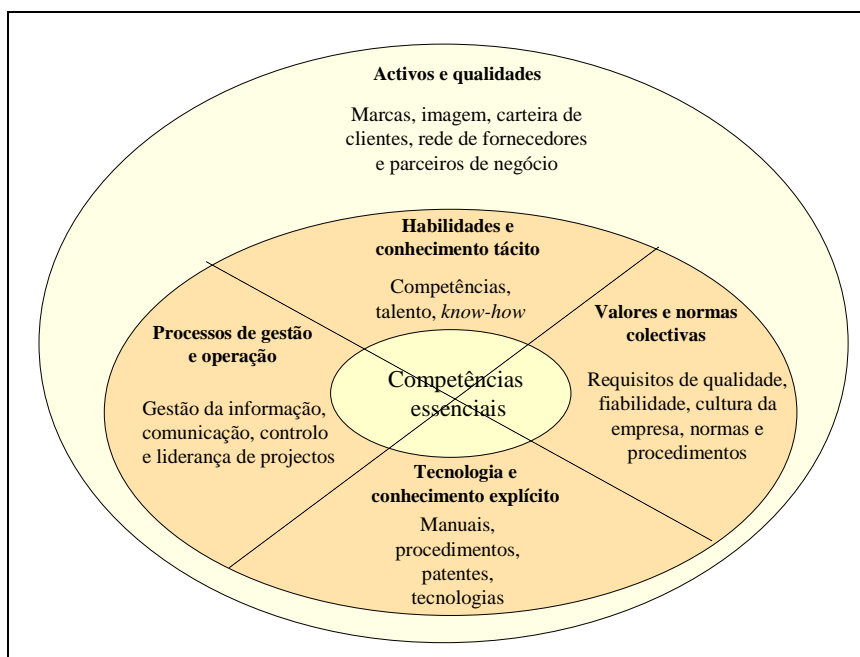 Activos e qualidades
Marcas, imagem, carteira de
clientes, rede de fornecedores
e parceiros de negócio
Habilidades e
conhecimento tácito
Competências,
talento, know-how
Processos de gestão
e operação
Gestão da informação,
comunicação, controlo
e liderança de projectos
Valores e normas
colectivas
Requisitos de qualidade,
fiabilidade, cultura da
empresa, normas e
procedimentos
Competências
essenciais
Tecnologia e
conhecimento explícito
Manuais,
procedimentos,
patentes,
tecnologias